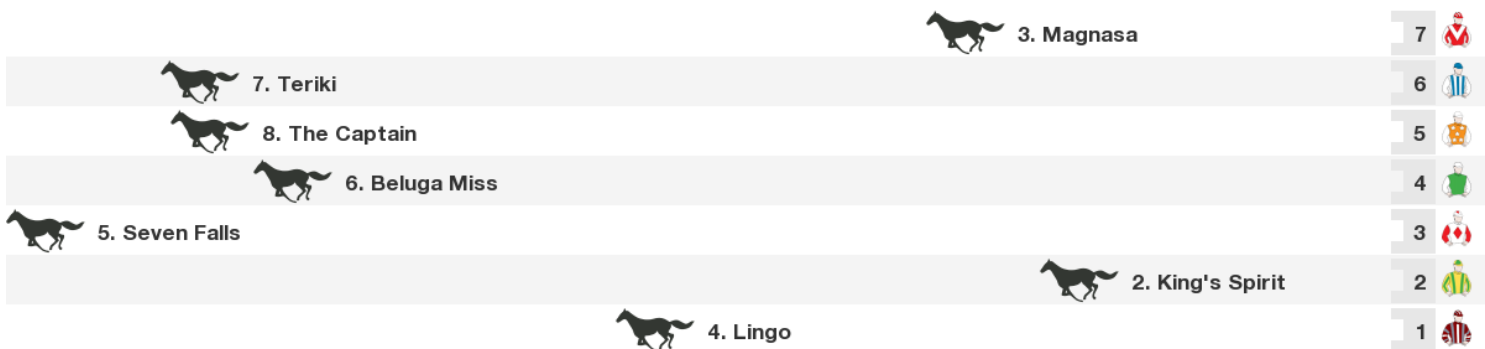 3. Magnasa 7
7. Teriki 6
8. The Captain 5
6. Beluga Miss 4
5. Seven Falls 3
2. King's Spirit 2
4. Lingo 1